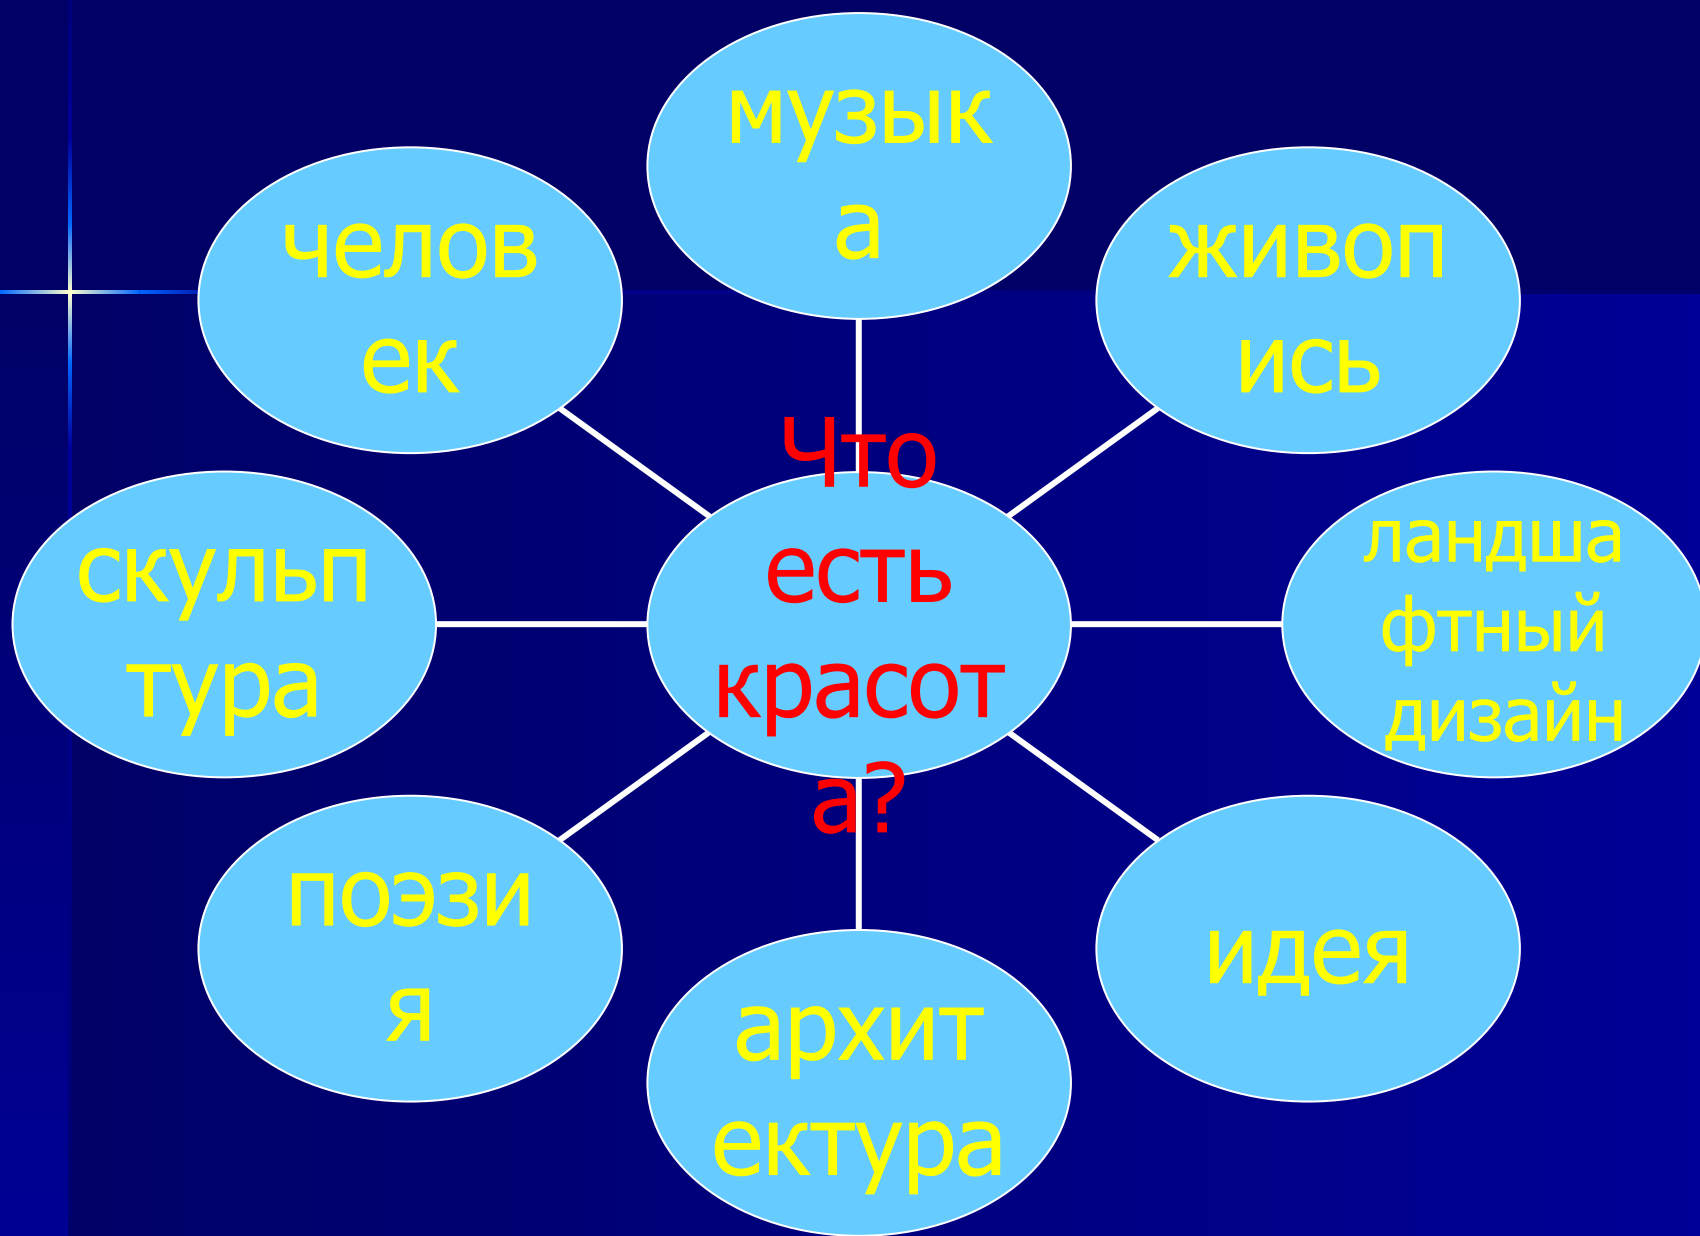 музык
а
живоп
ись
ландша
фтный
дизайн
идея
архит
ектура
поэзи
я
скульп
тура
челов
ек
Что
есть
красот
а?